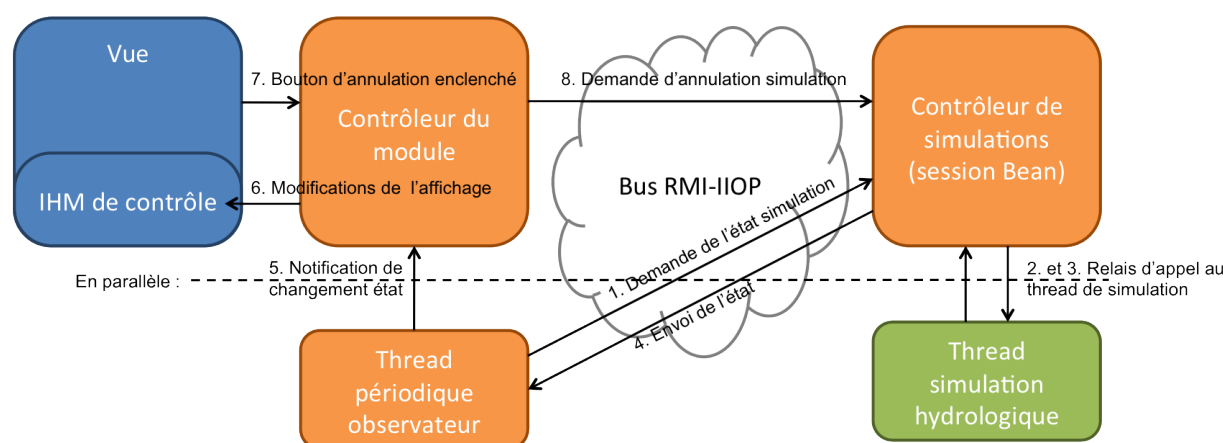 Vue
7. Bouton d’annulation enclenché
8. Demande d’annulation simulation
Contrôleur du
module
Contrôleur de
simulations
(session Bean)
Bus RMI-IIOP
6. Modifications de l’affichage
IHM de contrôle
1. Demande de l’état simulation
4. Envoi de l’état
En parallèle :
5. Notification de
changement état
2. et 3. Relais d’appel au
thread de simulation
Thread
périodique
observateur
Thread
simulation
hydrologique